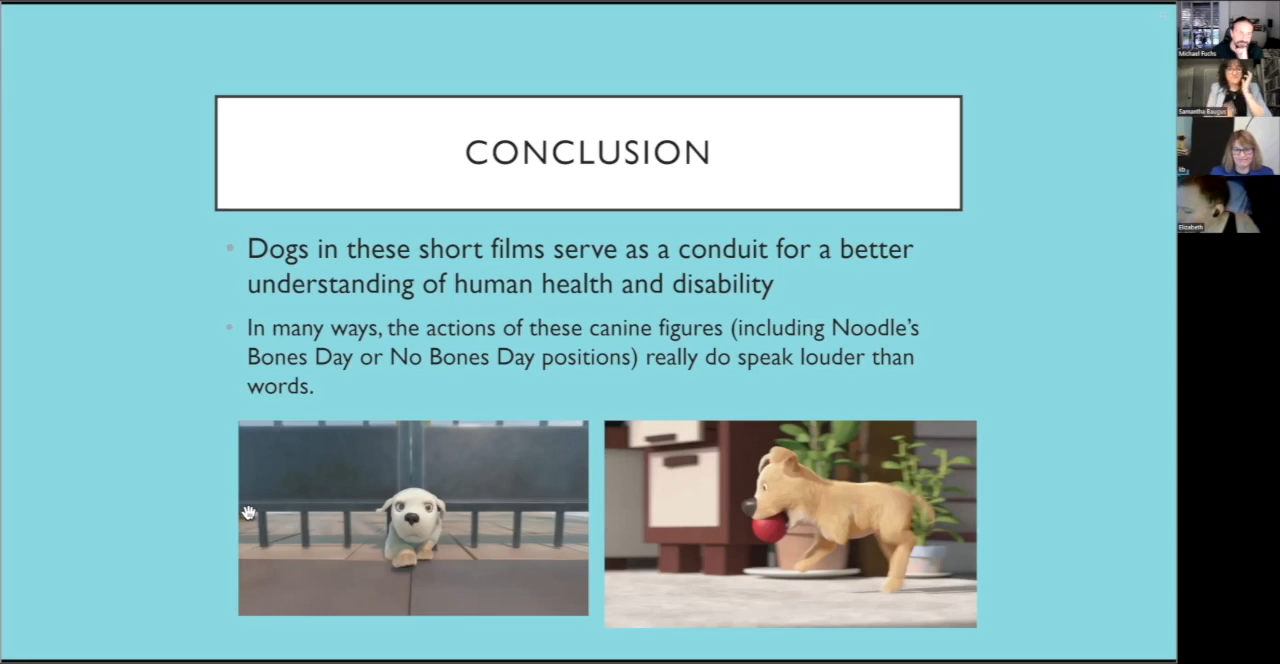 CONCLUSION
Dogs in these short films serve as a conduit for a better
understanding of human health and disability
In many ways, the actions of these canine figures (including Noodle's
Bones Day or No Bones Day positions) really do speak louder than
words.
Michael Fuchs
Samantha Baugus
lib
Elizabeth